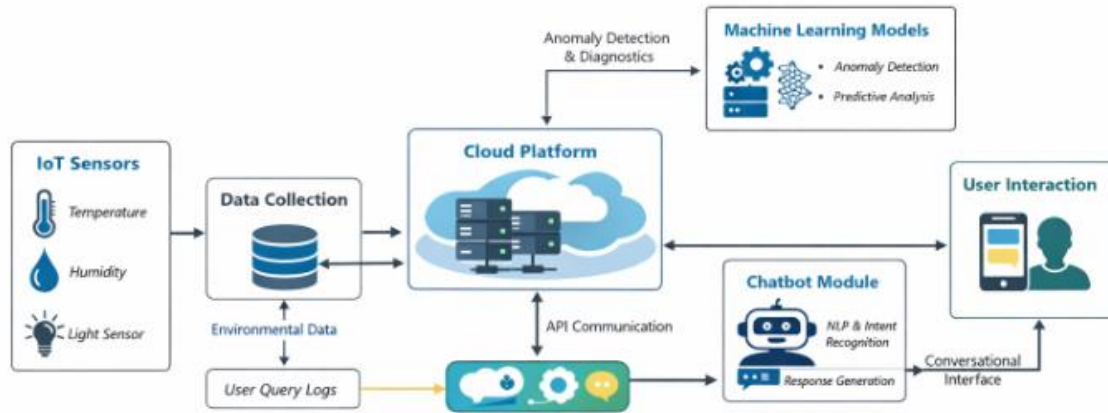 Anomaly Detection
& Diagnostics
Machine Learning Models
• Anomaly Detection
• Predictive Analysis
IoT Sensors
Temperature
Humidity
Light Sensor
Data Collection
Cloud Platform
User Interaction
Environmental Data
API Communication
User Query Logs
Chatbot Module
NLP & Intent
Recognition
Response Generation
Conversational
Interface